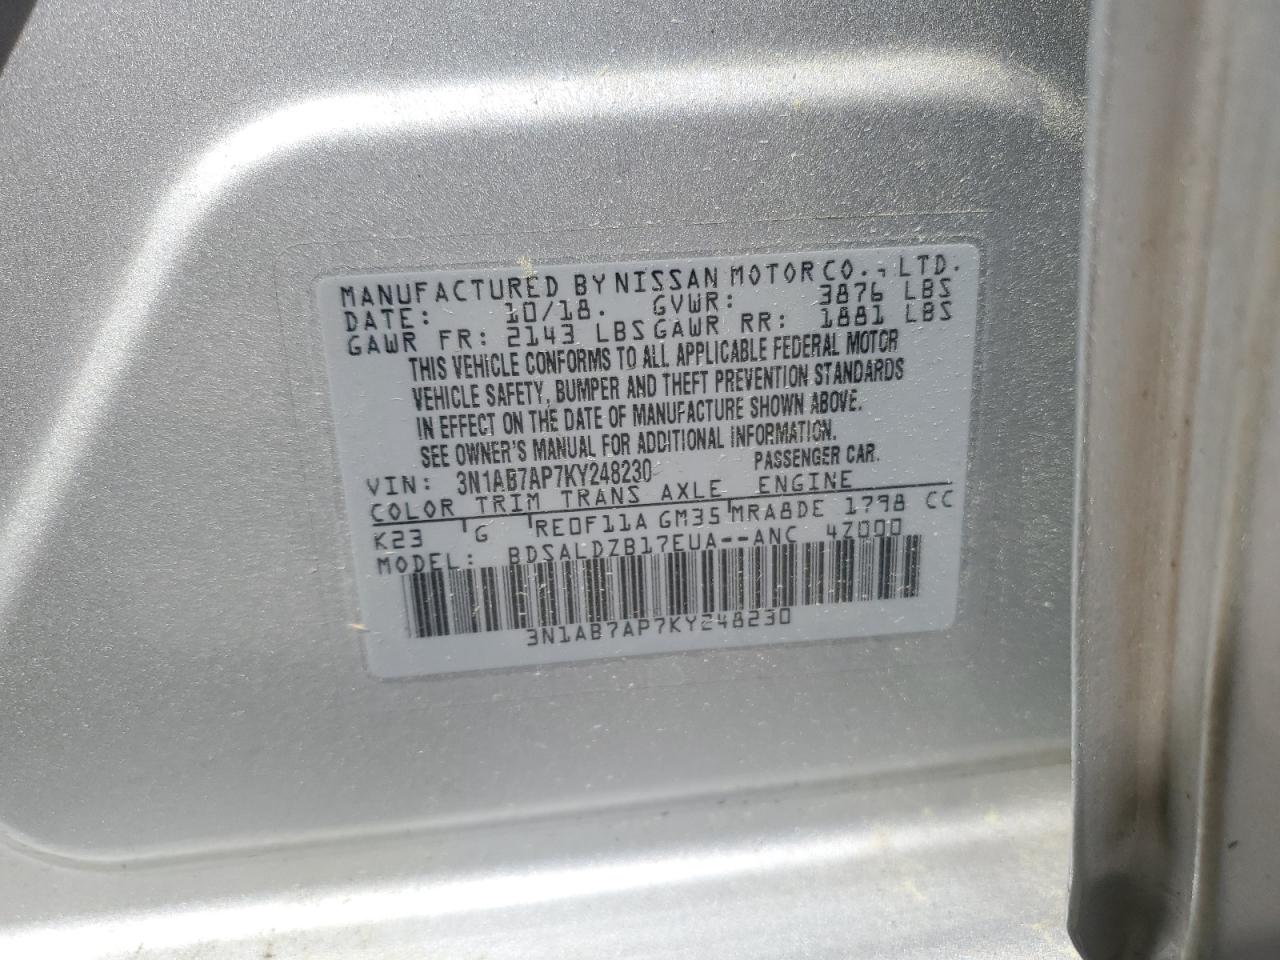 MANUFACTURED BY NISSAN MOTOR CO., LTD.
DATE: 10/18. GVWR: 3876 LBS
GAWR FR: 2143 LBS GAWR RR: 1881 LBS
THIS VEHICLE CONFORMS TO ALL APPLICABLE FEDERAL MOTOR
VEHICLE SAFETY, BUMPER AND THEFT PREVENTION STANDARDS
IN EFFECT ON THE DATE OF MANUFACTURE SHOWN ABOVE.
SEE OWNER'S MANUAL FOR ADDITIONAL INFORMATION.
VIN: 3N1AB7AP7KY248230 PASSENGER CAR.
COLOR TRIM TRANS AXLE ENGINE
K23 G RE0F11A GM35 MRA8DE 1798 CC
MODEL: BDSALDZB17EUA--ANC 4Z000
3N1AB7AP7KY248230